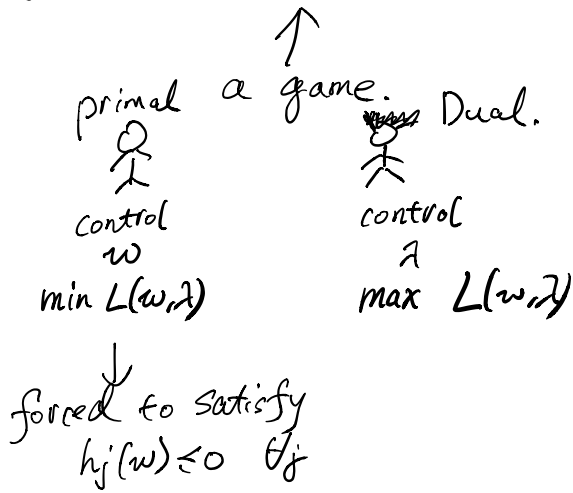 a game.
primal
Dual.
control
w
min L(w,λ)
control
λ
max L(w,λ)
forced to satisfy
hj(w) ≤ 0 ∀j